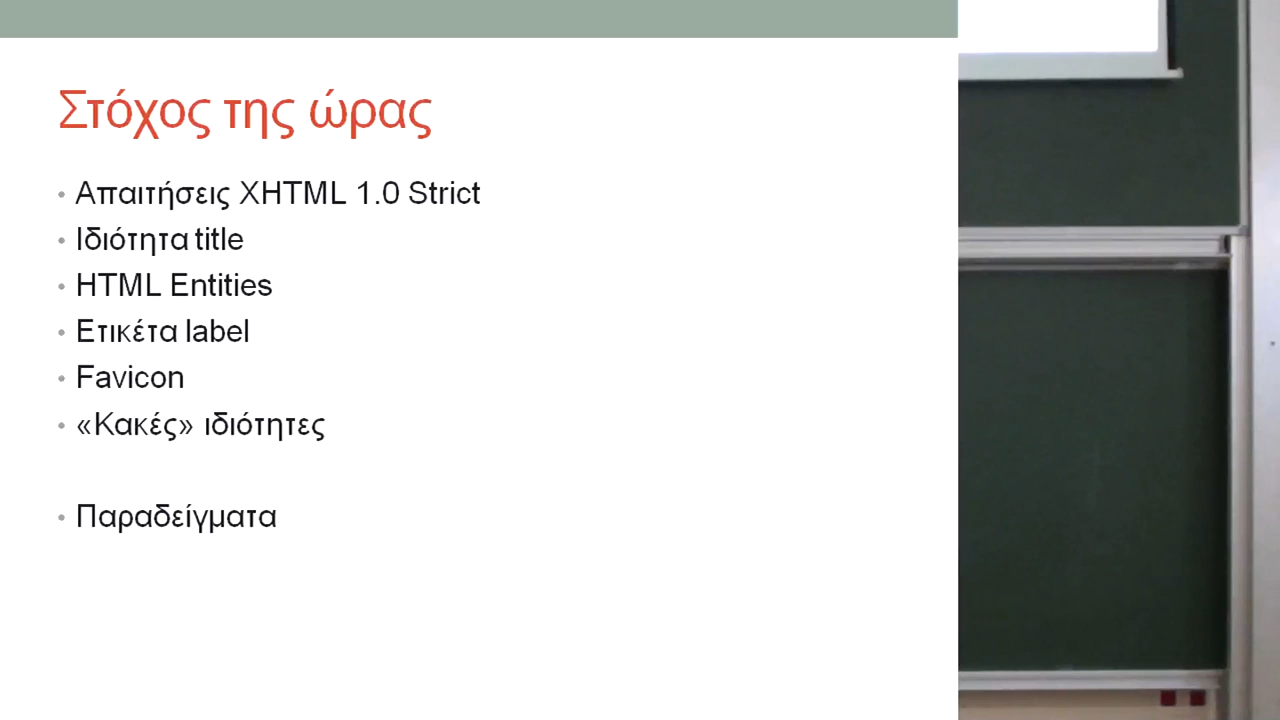 Στόχος της ώρας
• Απαιτήσεις XHTML 1.0 Strict
• Ιδιότητα title
• HTML Entities
• Ετικέτα label
• Favicon
• «Κακές» ιδιότητες
• Παραδείγματα